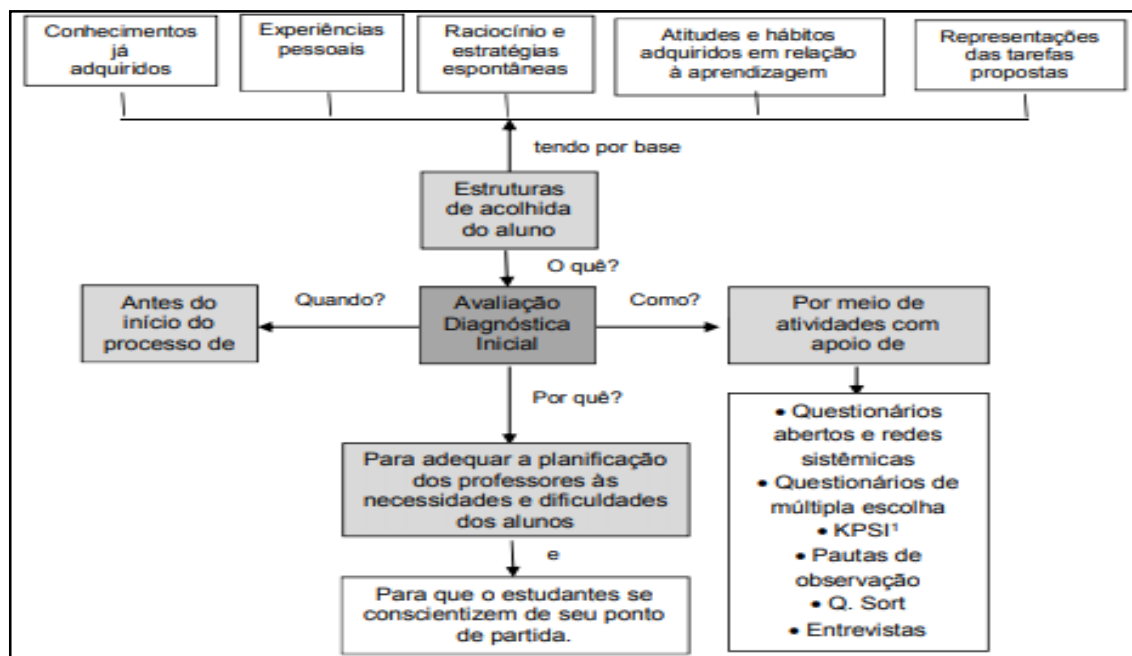 Conhecimentos
já
adquiridos
Experiências
pessoais
Raciocínio e
estratégias
espontâneas
Atitudes e hábitos
adquiridos em relação
à aprendizagem
Representações
das tarefas
propostas
tendo por base
Estruturas
de acolhida
do aluno
O quê?
Antes do
início do
processo de
Quando?
Avaliação
Diagnóstica
Inicial
Como?
Por meio de
atividades com
apoio de
Por quê?
• Questionários
abertos e redes
sistêmicas
• Questionários de
múltipla escolha
• KPSI¹
• Pautas de
observação
• Q. Sort
• Entrevistas
Para adequar a planificação
dos professores às
necessidades e dificuldades
dos alunos
e
Para que o estudantes se
conscientizem de seu ponto
de partida.